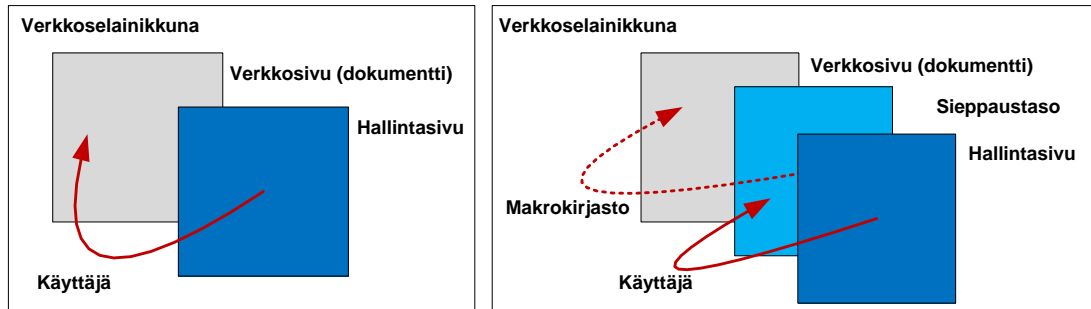 Verkkoselainikkuna
Verkkosivu (dokumentti)
Hallintasivu
Käyttäjä
Verkkoselainikkuna
Verkkosivu (dokumentti)
Sieppaustaso
Hallintasivu
Makrokirjasto
Käyttäjä